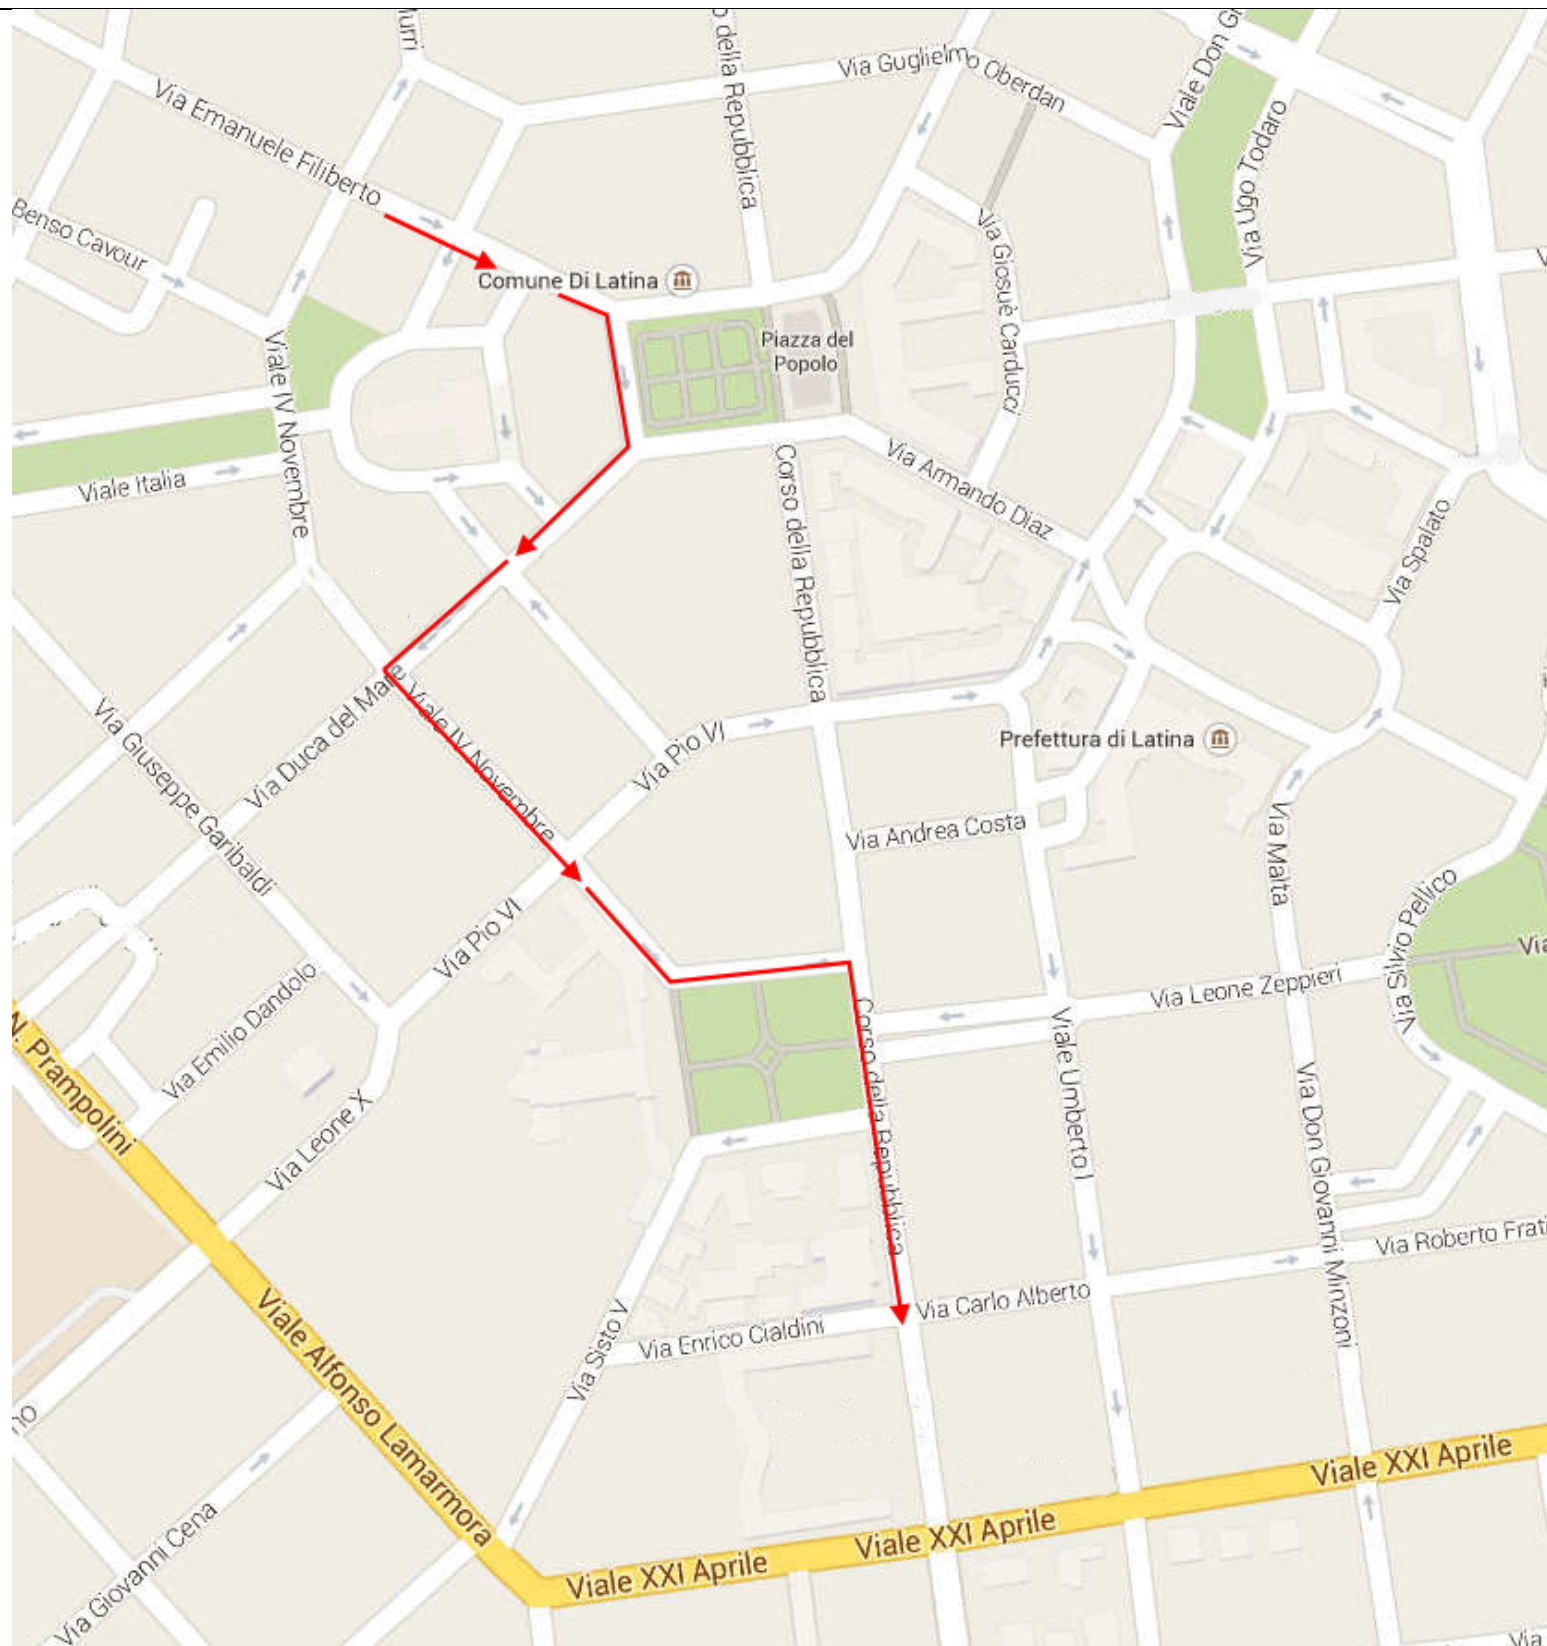 urri
o della Repubblica
Via Guglielmo Oberdan
Viale Don G
Via Emanuele Filiberto
Via Ugo Todaro
Benso Cavour
Via Giosuè Carducci
Comune Di Latina
Piazza del
Popolo
Viale IV Novembre
Viale Italia
Corso della Repubblica
Via Armando Diaz
Via Spalato
Via Giuseppe Garibaldi
Via Duca del Mare
Viale IV Novembre
Via Pio VI
Prefettura di Latina
Via Andrea Costa
Via Malta
Via Silvio Pellico
Via Pio VI
Via
Via Emilio Dandolo
Via Leone Zeppieri
N. Prampolini
Corso della Repubblica
Viale Umberto I
Via Leone X
Via Don Giovanni Minzoni
Via Roberto Frati
Via Carlo Alberto
Via Enrico Cialdini
Via Sisto V
Viale Alfonso Lamarmora
no
Viale XXI Aprile
Viale XXI Aprile
Viale XXI Aprile
Via Giovanni Cena
Via